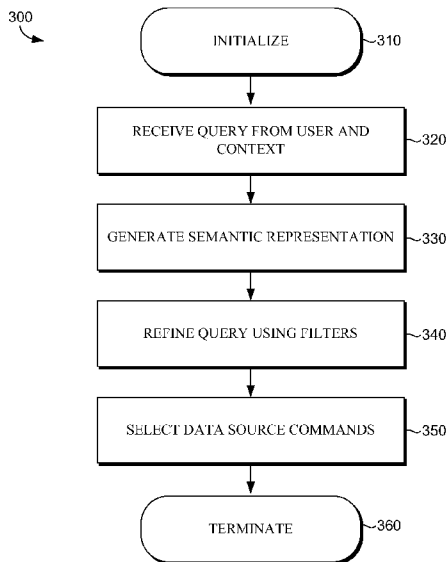 300
INITIALIZE
310
RECEIVE QUERY FROM USER AND
CONTEXT
320
GENERATE SEMANTIC REPRESENTATION
330
REFINE QUERY USING FILTERS
340
SELECT DATA SOURCE COMMANDS
350
TERMINATE
360